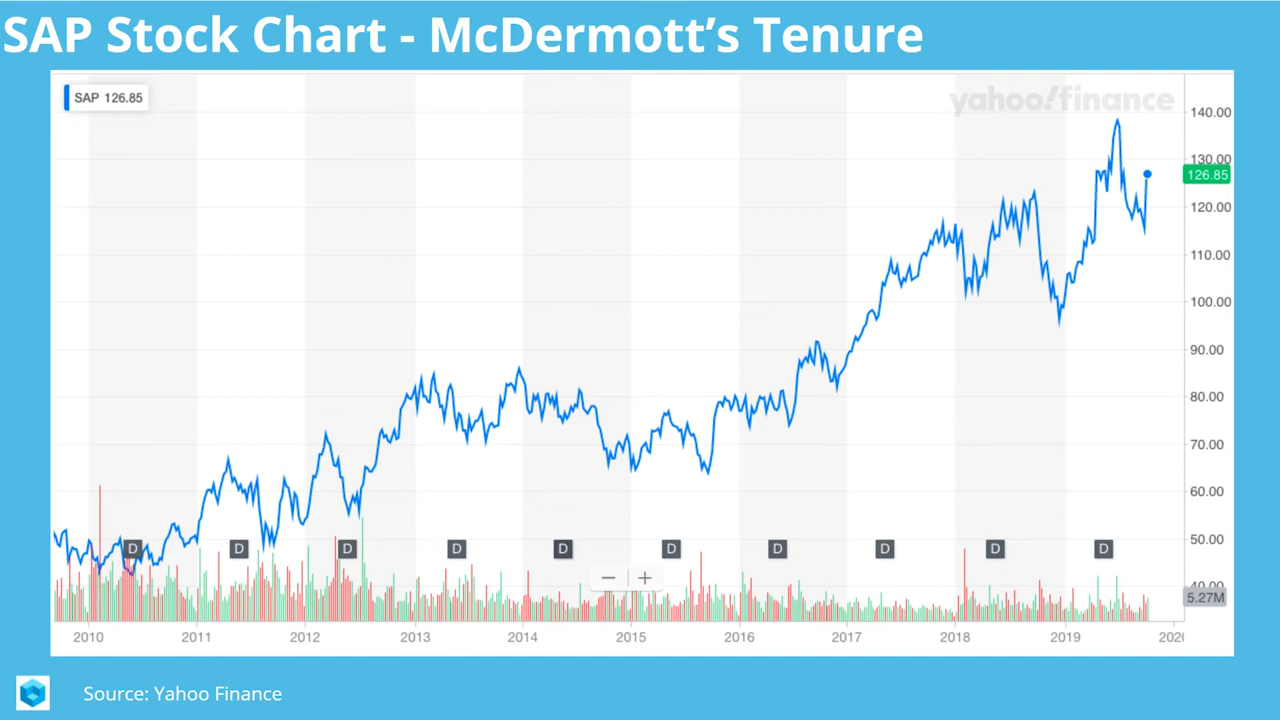 SAP Stock Chart - McDermott’s Tenure
SAP 126.85
yahoo!finance
140.00
130.00
126.85
120.00
110.00
100.00
90.00
80.00
70.00
60.00
50.00
D D D D D D D D D D
40.00
5.27M
2010 2011 2012 2013 2014 2015 2016 2017 2018 2019 202
Source: Yahoo Finance